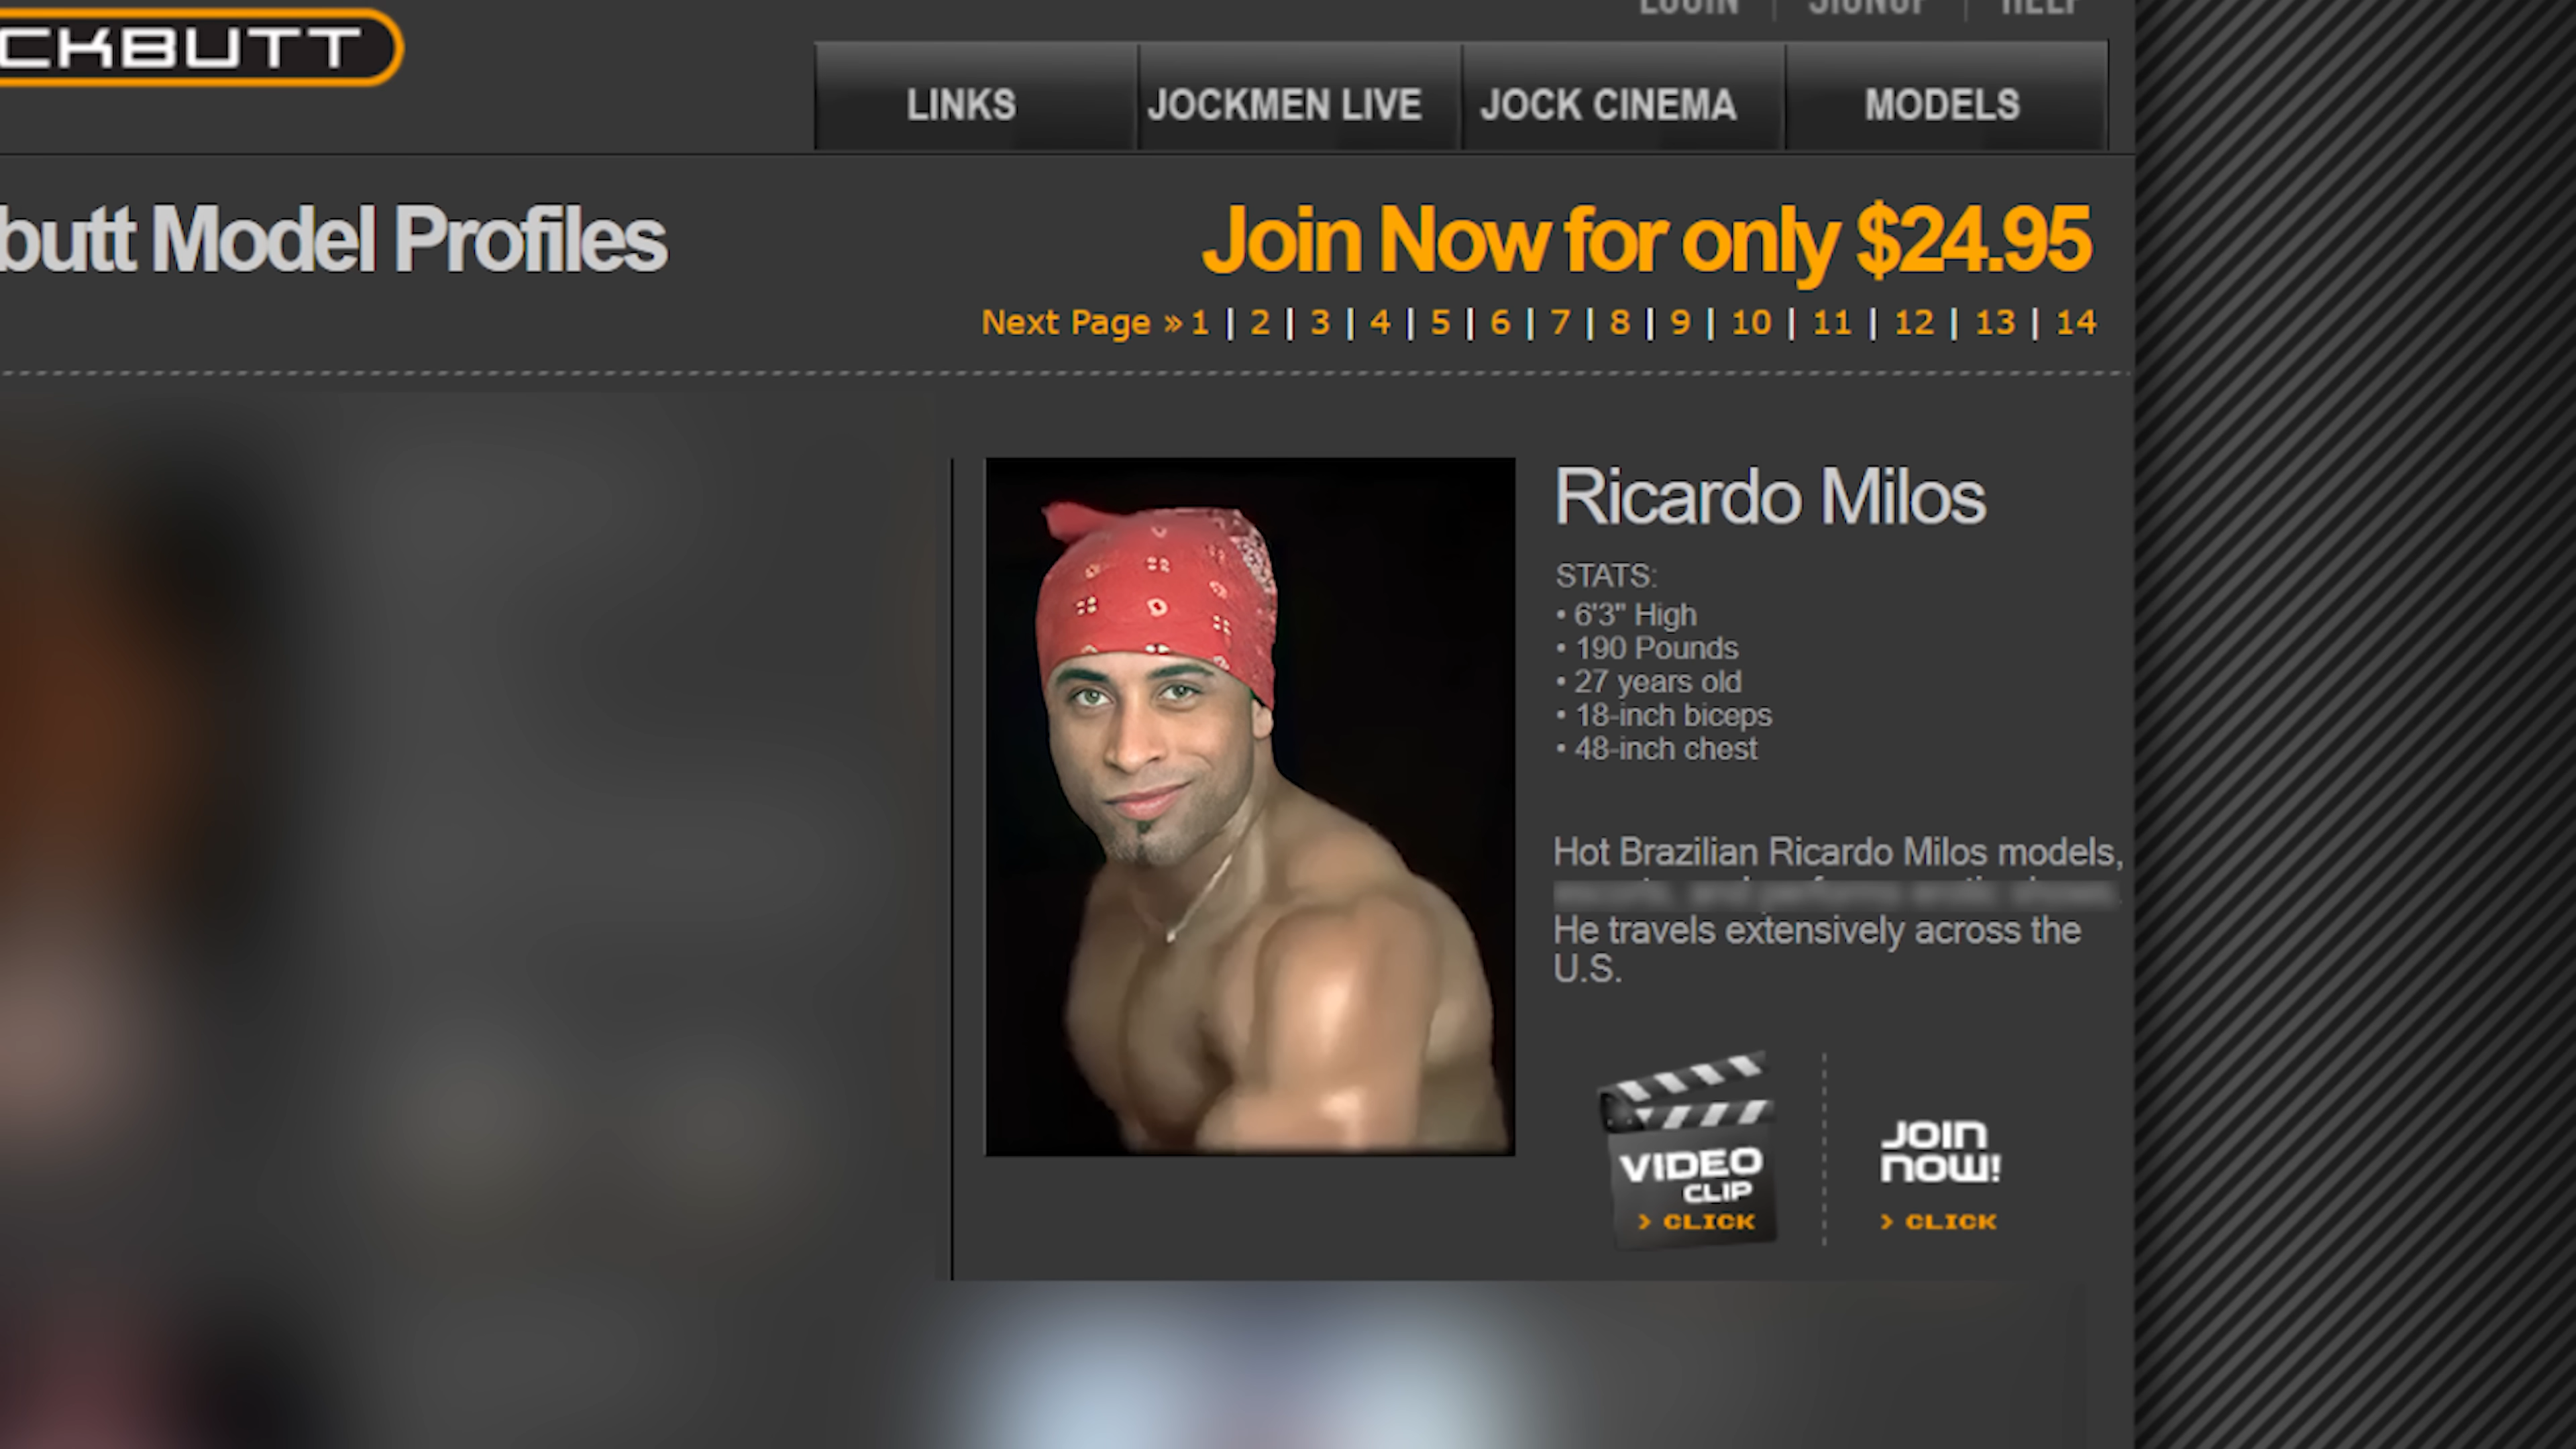 CKBUTT
LOGIN | SIGNUP | HELP
LINKS
JOCKMEN LIVE
JOCK CINEMA
MODELS
butt Model Profiles
Join Now for only $24.95
Next Page » 1 | 2 | 3 | 4 | 5 | 6 | 7 | 8 | 9 | 10 | 11 | 12 | 13 | 14
Ricardo Milos
STATS:
• 6'3" High
• 190 Pounds
• 27 years old
• 18-inch biceps
• 48-inch chest
Hot Brazilian Ricardo Milos models,
He travels extensively across the
U.S.
VIDEO
CLIP
> CLICK
JOIN
NOW!
> CLICK